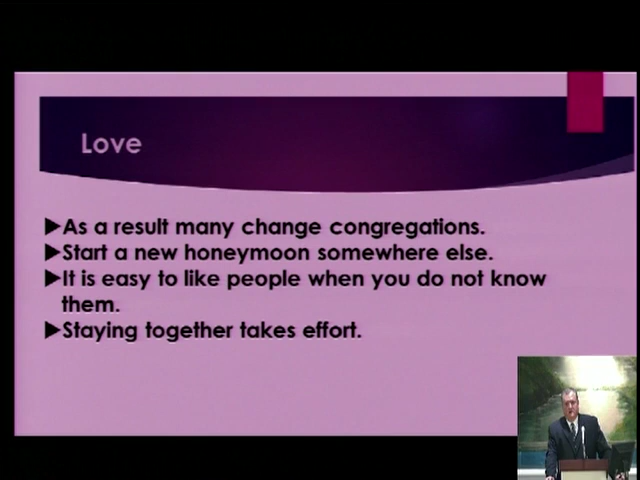 Love
▶As a result many change congregations.
▶Start a new honeymoon somewhere else.
▶It is easy to like people when you do not know
them.
▶Staying together takes effort.